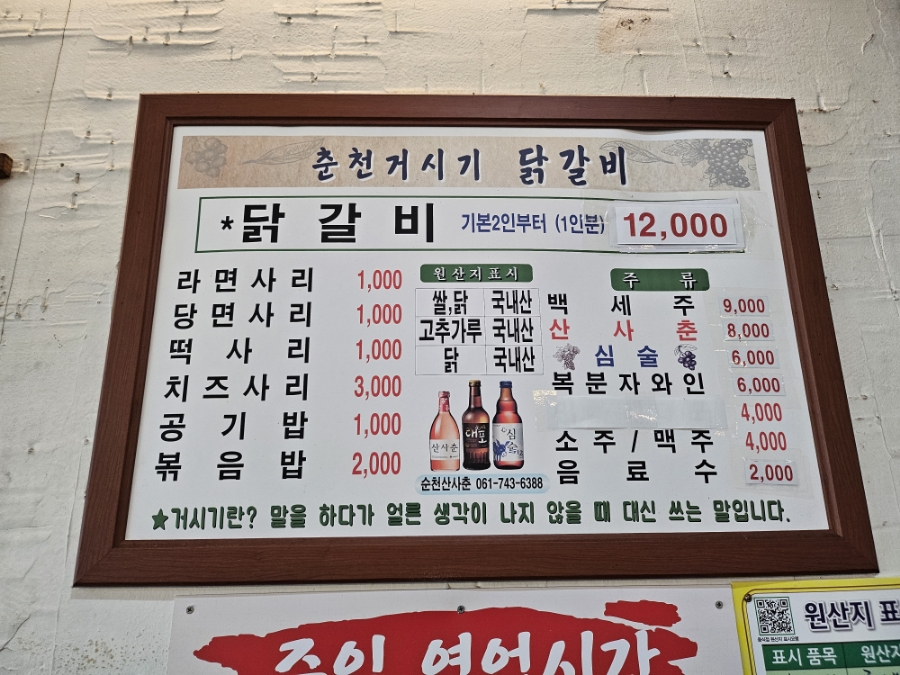 춘천거시기 닭갈비
*닭갈비 기본2인부터 (1인분) 12,000
라면사리 1,000
당면사리 1,000
떡사리 1,000
치즈사리 3,000
공기밥 1,000
볶음밥 2,000
원산지표시
쌀,닭 국내산
고추가루 국내산
닭 국내산
산사춘
대포
심술
순천산사춘 061-743-6388
주류
백세주 9,000
산사춘 8,000
심술 6,000
복분자와인 6,000
4,000
소주/맥주 4,000
음료수 2,000
★거시기란? 말을 하다가 얼른 생각이 나지 않을 때 대신 쓰는 말입니다.
원산지 표
표시 품목 원산지